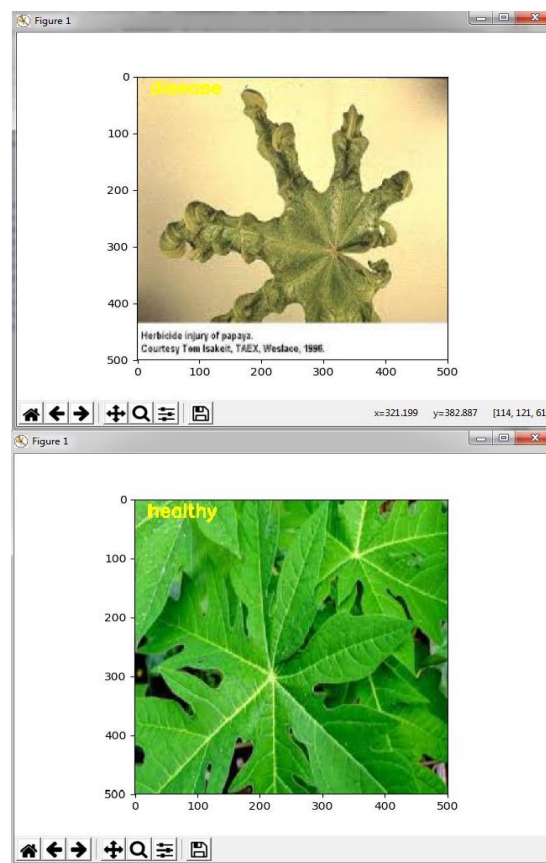 Figure 1
disease
0
100
200
300
400
500
Herbicide injury of papaya.
Courtesy Tom Isakeit, TAEX, Weslaco, 1996.
0 100 200 300 400 500
x=321.199 y=382.887 [114, 121, 61
Figure 1
healthy
0
100
200
300
400
500
0 100 200 300 400 500